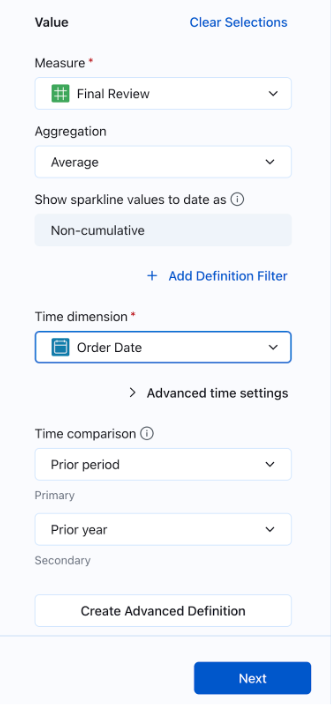 Value
Clear Selections
Measure *
Final Review
Aggregation
Average
Show sparkline values to date as
Non-cumulative
+ Add Definition Filter
Time dimension *
Order Date
Advanced time settings
Time comparison
Prior period
Primary
Prior year
Secondary
Create Advanced Definition
Next